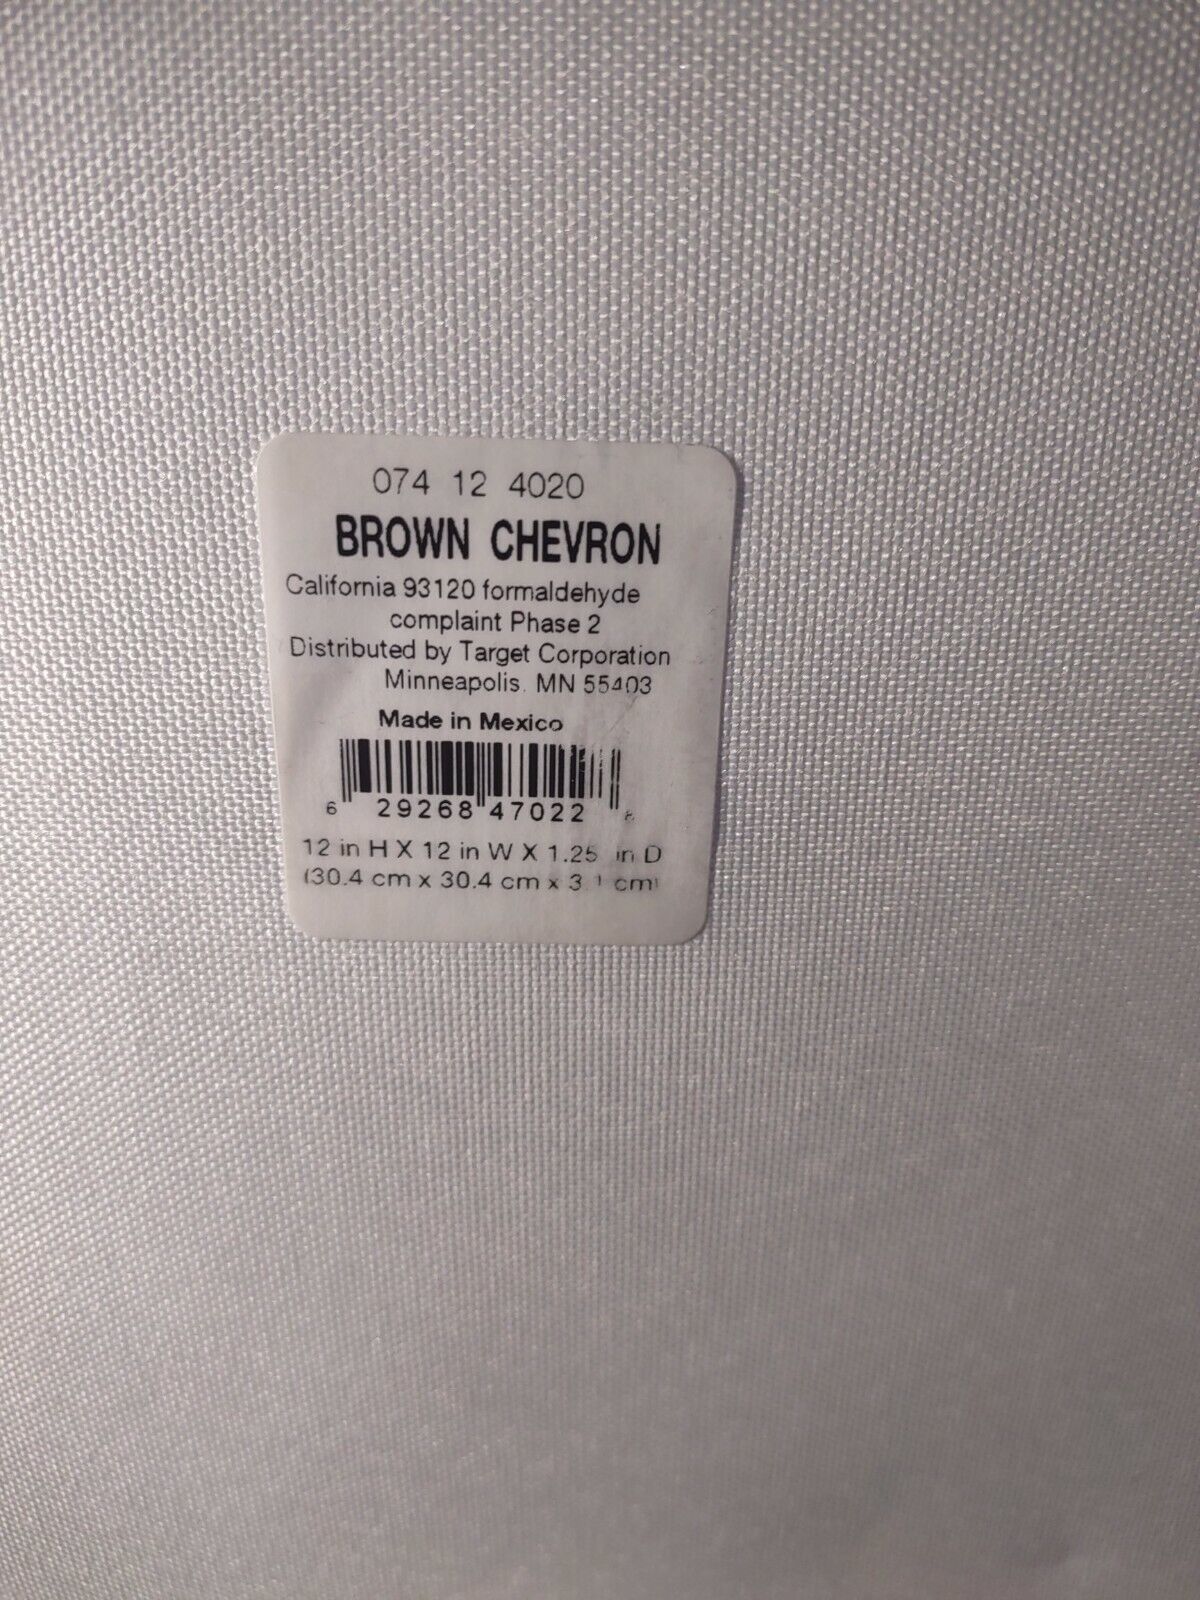 074 12 4020
BROWN CHEVRON
California 93120 formaldehyde
complaint Phase 2
Distributed by Target Corporation
Minneapolis, MN 55403
Made in Mexico
6 29268 47022 8
12 in H X 12 in W X 1.25 in D
(30.4 cm x 30.4 cm x 3.1 cm)